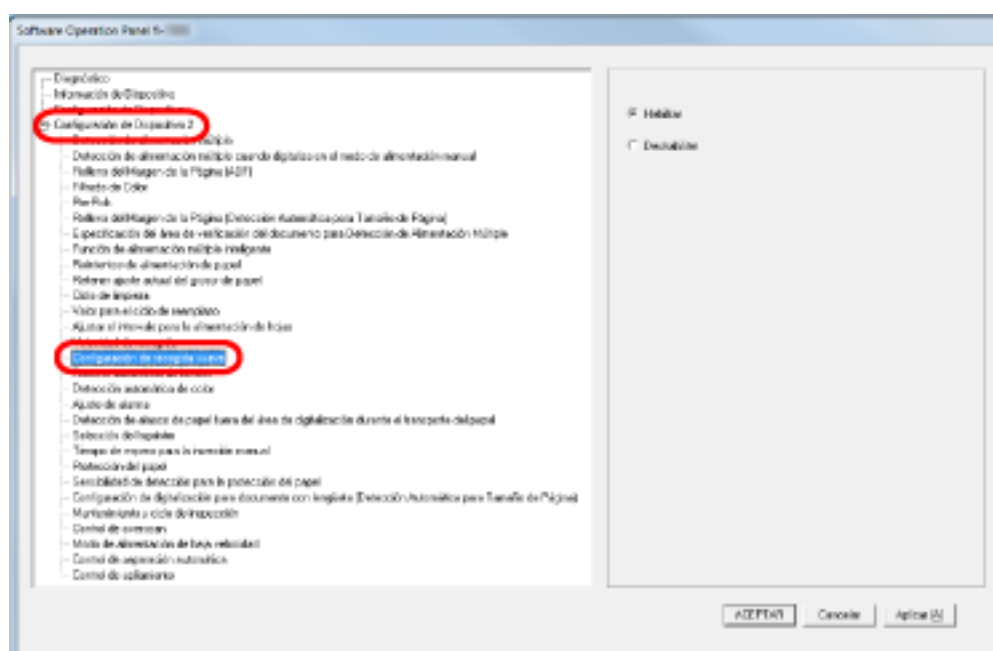 Software Operation Panel fi-
Diagnóstico
Información de Dispositivo
Configuración de Dispositivo 2
Detección de alimentación múltiple cuando digitaliza en el modo de alimentación manual
Relleno del Margen de la Página (ADF)
Filtrado de Color
Pre-Pick
Relleno del Margen de la Página (Detección Automática para Tamaño de Página)
Especificación del área de verificación del documento para Detección de Alimentación Múltiple
Función de alimentación múltiple inteligente
Reintentos de alimentación de papel
Retener ajuste actual del grosor de papel
Ciclo de limpieza
Valor para el ciclo de reemplazo
Ajustar el intervalo para la alimentación de hojas
Configuración de recogida suave
Detección automática de color
Ajuste de alarma
Detección de atasco de papel fuera del área de digitalización durante el transporte del papel
Selección de Impulsión
Tiempo de espera para la inserción manual
Protección del papel
Sensibilidad de detección para la protección del papel
Configuración de digitalización para documento con lengüeta (Detección Automática para Tamaño de Página)
Mantenimiento y ciclo de inspección
Control de overscan
Modo de alimentación de baja velocidad
Control de separación automática
Control de apilamiento
Habilitar
Deshabilitar
ACEPTAR
Cancelar
Aplicar (A)